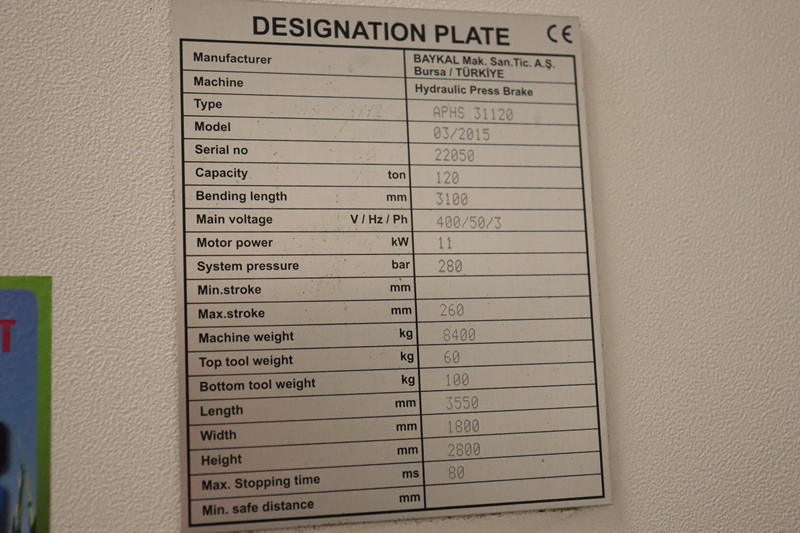 DESIGNATION PLATE CE
Manufacturer BAYKAL Mak. San.Tic. A.Ş.
Bursa / TÜRKİYE
Machine Hydraulic Press Brake
Type APHS 31120
Model 03/2015
Serial no 22050
Capacity ton 120
Bending length mm 3100
Main voltage V / Hz / Ph 400/50/3
Motor power kW 11
System pressure bar 280
Min.stroke mm
Max.stroke mm 260
Machine weight kg 8400
Top tool weight kg 60
Bottom tool weight kg 100
Length mm 3550
Width mm 1800
Height mm 2800
Max. Stopping time ms 80
Min. safe distance mm
T